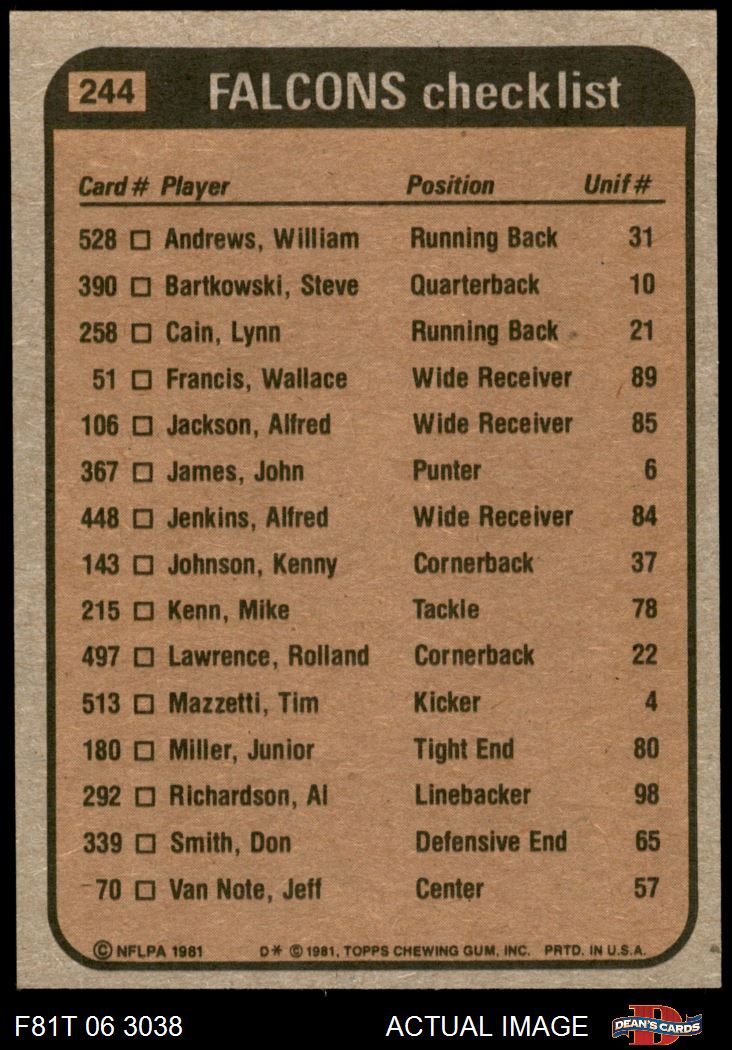 244 FALCONS checklist
Card # Player Position Unif #
528 □ Andrews, William Running Back 31
390 □ Bartkowski, Steve Quarterback 10
258 □ Cain, Lynn Running Back 21
51 □ Francis, Wallace Wide Receiver 89
106 □ Jackson, Alfred Wide Receiver 85
367 □ James, John Punter 6
448 □ Jenkins, Alfred Wide Receiver 84
143 □ Johnson, Kenny Cornerback 37
215 □ Kenn, Mike Tackle 78
497 □ Lawrence, Rolland Cornerback 22
513 □ Mazzetti, Tim Kicker 4
180 □ Miller, Junior Tight End 80
292 □ Richardson, Al Linebacker 98
339 □ Smith, Don Defensive End 65
70 □ Van Note, Jeff Center 57
© NFLPA 1981 D* © 1981, TOPPS CHEWING GUM, INC. PRTD. IN U.S.A.
F81T 06 3038 ACTUAL IMAGE D DEAN'S CARDS